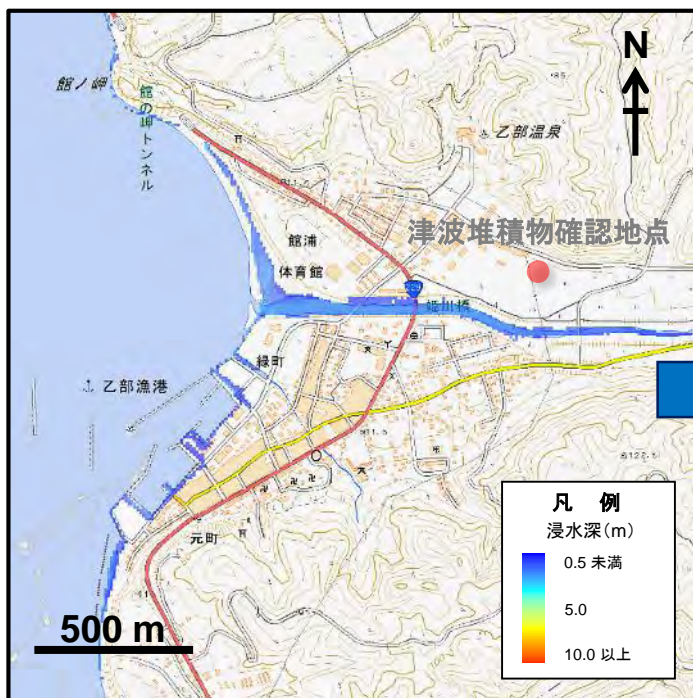 N
館ノ岬
館の岬トンネル
乙部温泉
津波堆積物確認地点
館浦
体育館
229
姫川橋
緑町
乙部漁港
元町
500 m
凡 例
浸水深(m)
0.5 未満
5.0
10.0 以上